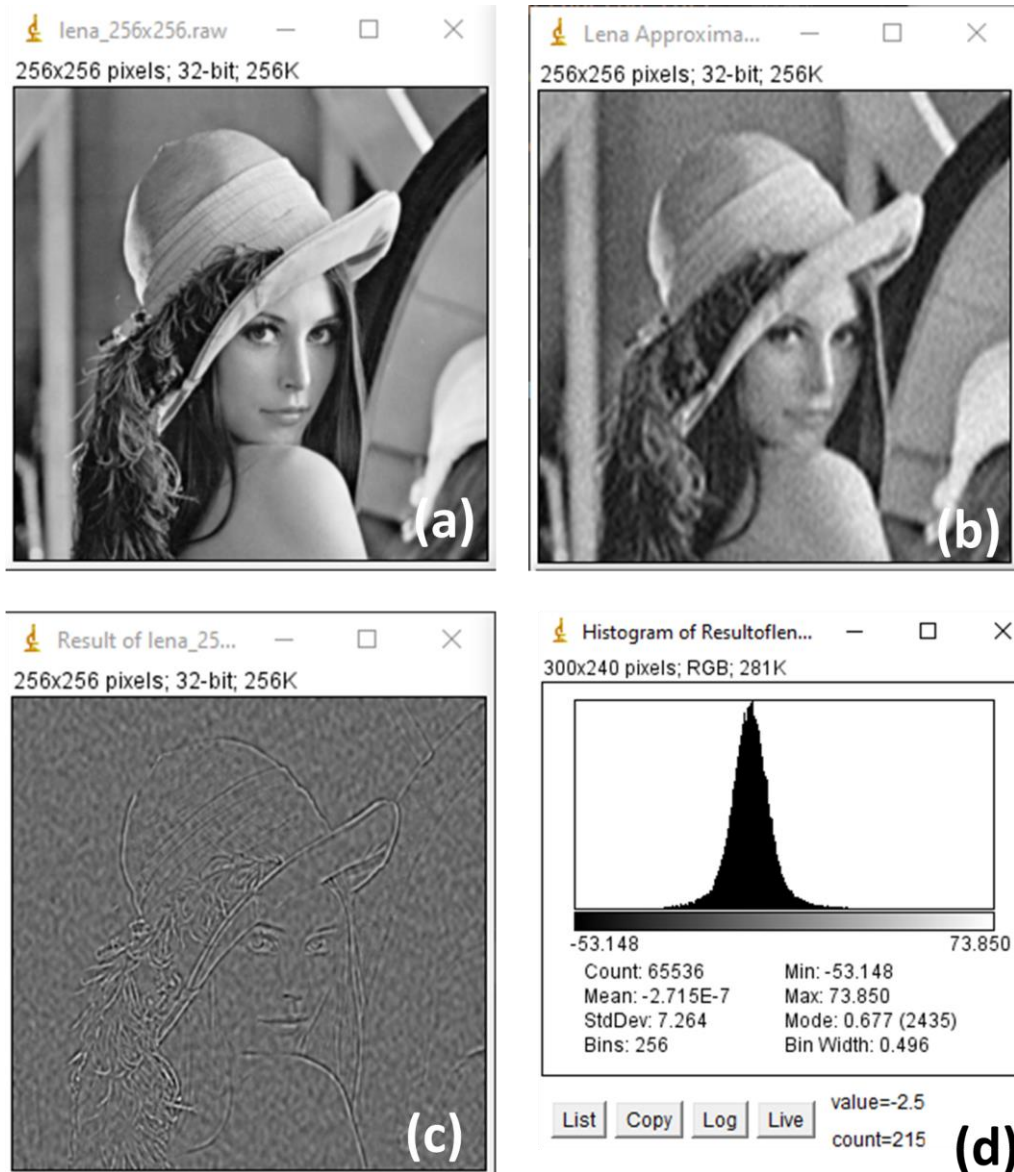 lena_256x256.raw
256x256 pixels; 32-bit; 256K
(a)
Lena Approxima...
256x256 pixels; 32-bit; 256K
(b)
Result of lena_25...
256x256 pixels; 32-bit; 256K
(c)
Histogram of Resultoflen...
300x240 pixels; RGB; 281K
-53.148 73.850
Count: 65536 Min: -53.148
Mean: -2.715E-7 Max: 73.850
StdDev: 7.264 Mode: 0.677 (2435)
Bins: 256 Bin Width: 0.496
List Copy Log Live value=-2.5
count=215
(d)